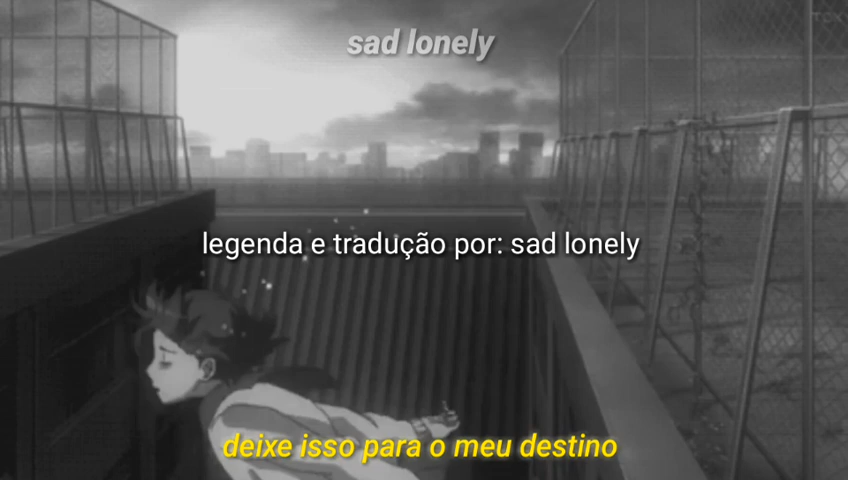 sad lonely
legenda e tradução por: sad lonely
deixe isso para o meu destino